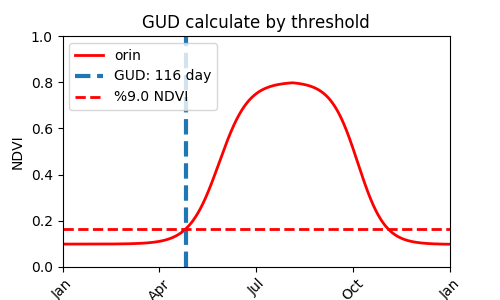 GUD calculate by threshold
orin
GUD: 116 day
%9.0 NDVI
NDVI
1.0
0.8
0.6
0.4
0.2
0.0
Jan
Apr
Jul
Oct
Jan